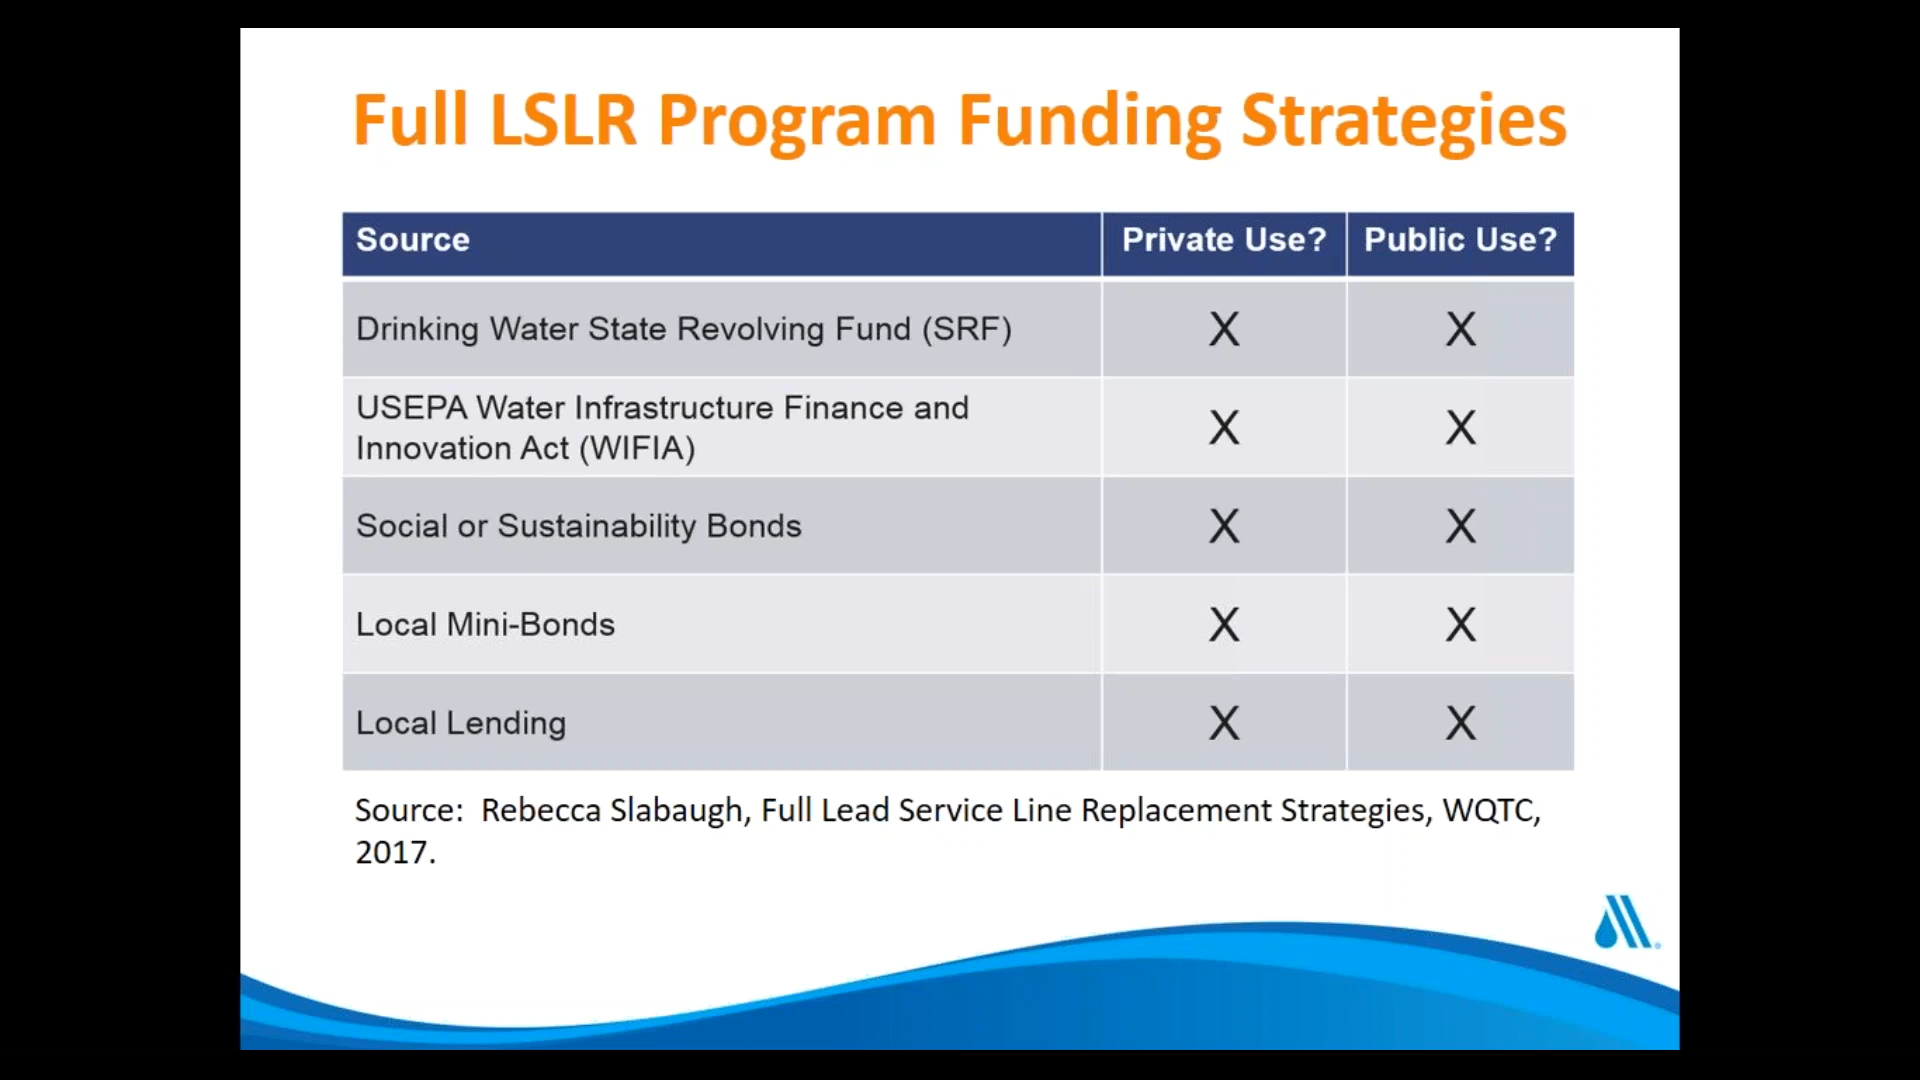 Full LSLR Program Funding Strategies
Source Private Use? Public Use?
Drinking Water State Revolving Fund (SRF) X X
USEPA Water Infrastructure Finance and
Innovation Act (WIFIA) X X
Social or Sustainability Bonds X X
Local Mini-Bonds X X
Local Lending X X
Source: Rebecca Slabaugh, Full Lead Service Line Replacement Strategies, WQTC,
2017.